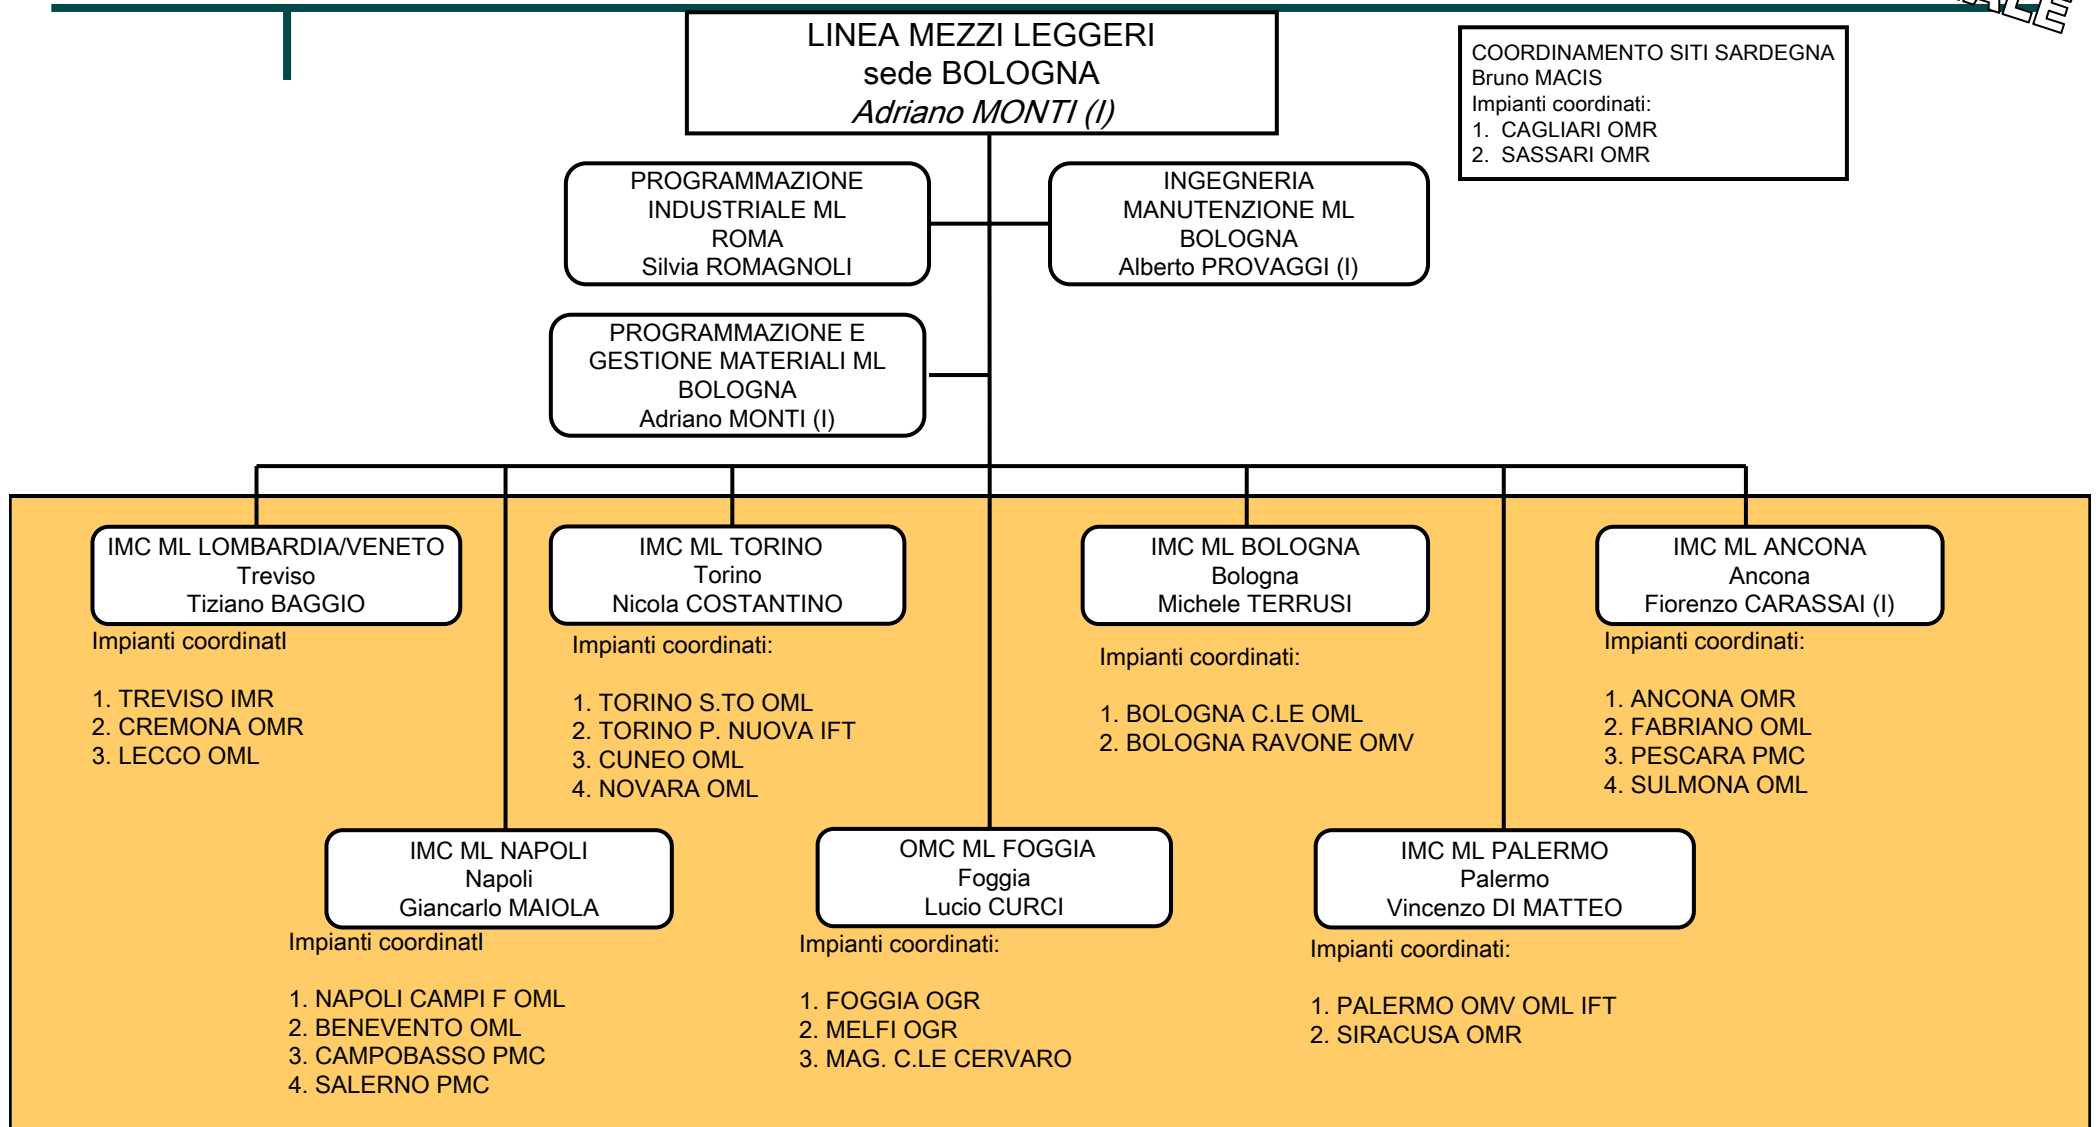 LINEA MEZZI LEGGERI
sede BOLOGNA
Adriano MONTI (I)
COORDINAMENTO SITI SARDEGNA
Bruno MACIS
Impianti coordinati:
1. CAGLIARI OMR
2. SASSARI OMR
PROGRAMMAZIONE
INDUSTRIALE ML
ROMA
Silvia ROMAGNOLI
INGEGNERIA
MANUTENZIONE ML
BOLOGNA
Alberto PROVAGGI (I)
PROGRAMMAZIONE E
GESTIONE MATERIALI ML
BOLOGNA
Adriano MONTI (I)
IMC ML LOMBARDIA/VENETO
Treviso
Tiziano BAGGIO
Impianti coordinatI
1. TREVISO IMR
2. CREMONA OMR
3. LECCO OML
IMC ML TORINO
Torino
Nicola COSTANTINO
Impianti coordinati:
1. TORINO S.TO OML
2. TORINO P. NUOVA IFT
3. CUNEO OML
4. NOVARA OML
IMC ML BOLOGNA
Bologna
Michele TERRUSI
Impianti coordinati:
1. BOLOGNA C.LE OML
2. BOLOGNA RAVONE OMV
IMC ML ANCONA
Ancona
Fiorenzo CARASSAI (I)
Impianti coordinati:
1. ANCONA OMR
2. FABRIANO OML
3. PESCARA PMC
4. SULMONA OML
IMC ML NAPOLI
Napoli
Giancarlo MAIOLA
Impianti coordinatI
1. NAPOLI CAMPI F OML
2. BENEVENTO OML
3. CAMPOBASSO PMC
4. SALERNO PMC
OMC ML FOGGIA
Foggia
Lucio CURCI
Impianti coordinati:
1. FOGGIA OGR
2. MELFI OGR
3. MAG. C.LE CERVARO
IMC ML PALERMO
Palermo
Vincenzo DI MATTEO
Impianti coordinati:
1. PALERMO OMV OML IFT
2. SIRACUSA OMR